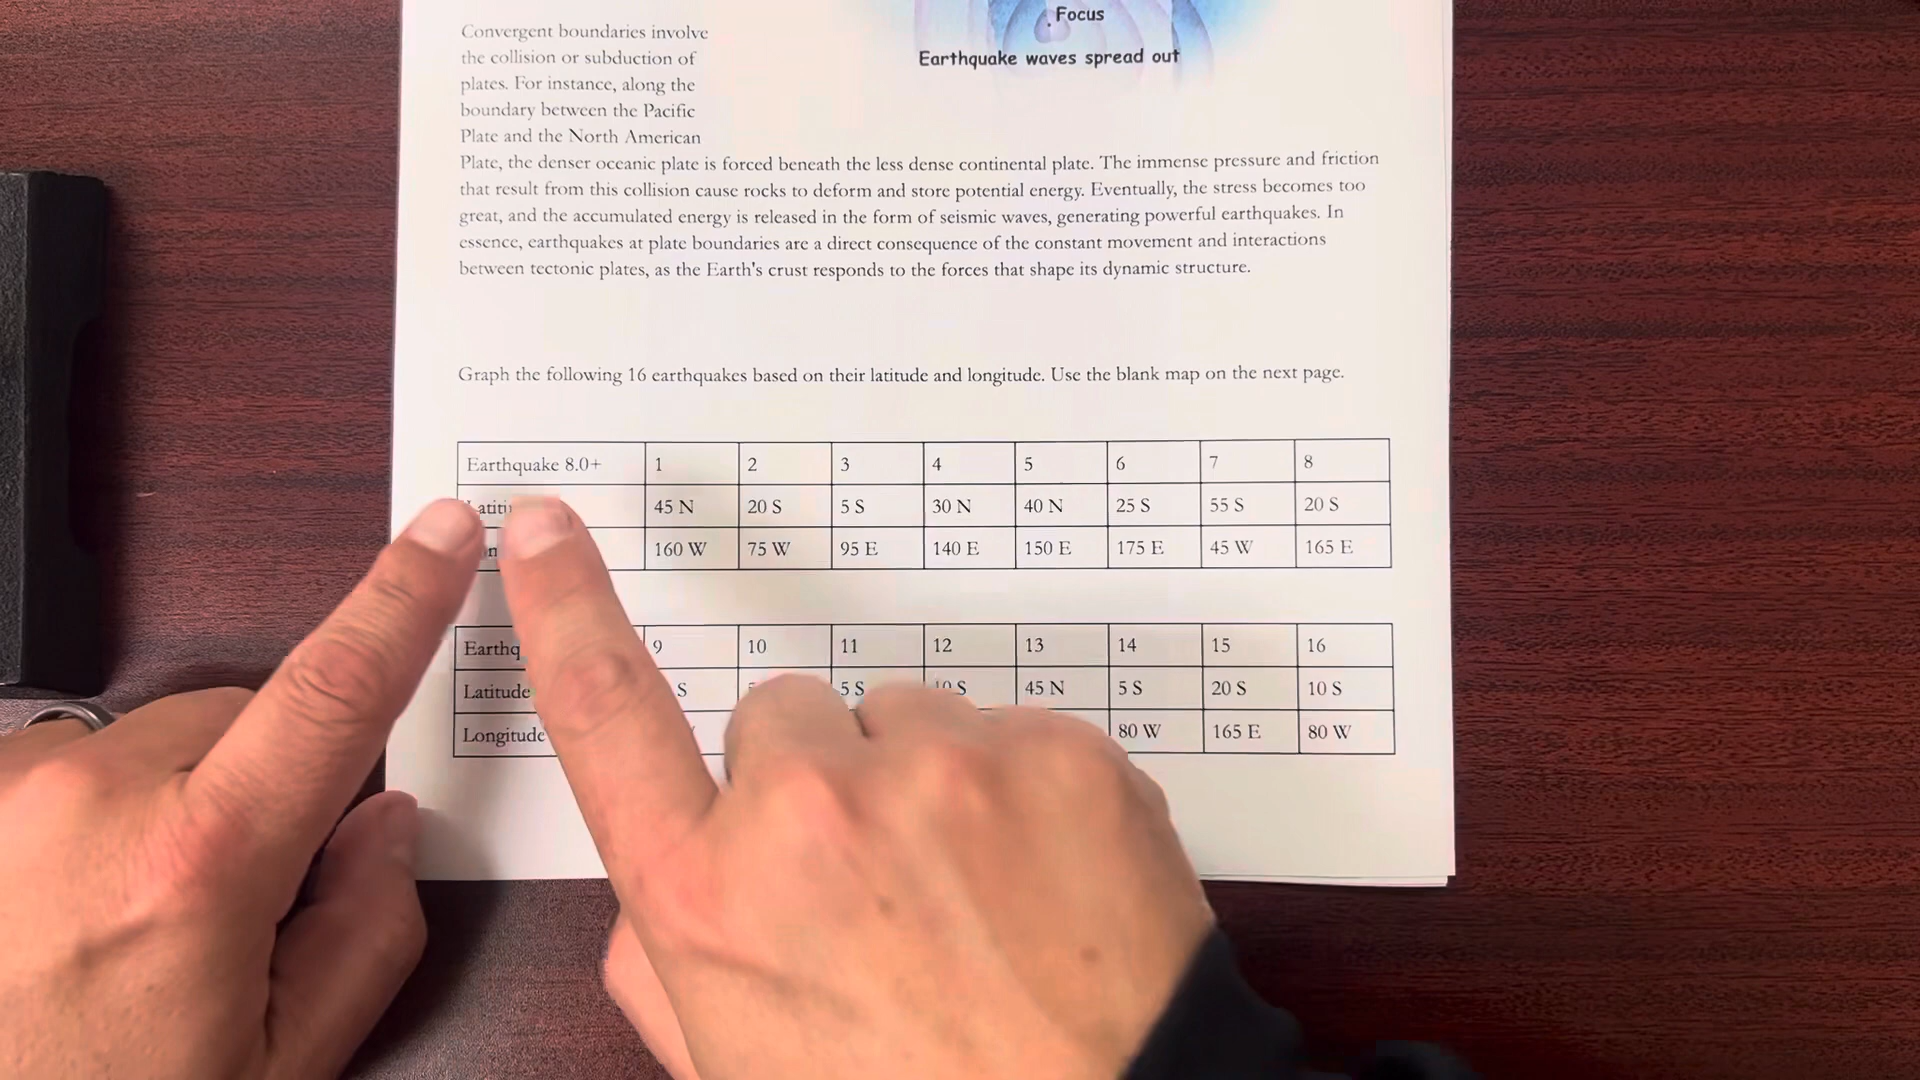 Focus
Earthquake waves spread out
Convergent boundaries involve
the collision or subduction of
plates. For instance, along the
boundary between the Pacific
Plate and the North American
Plate, the denser oceanic plate is forced beneath the less dense continental plate. The immense pressure and friction
that result from this collision cause rocks to deform and store potential energy. Eventually, the stress becomes too
great, and the accumulated energy is released in the form of seismic waves, generating powerful earthquakes. In
essence, earthquakes at plate boundaries are a direct consequence of the constant movement and interactions
between tectonic plates, as the Earth's crust responds to the forces that shape its dynamic structure.
Graph the following 16 earthquakes based on their latitude and longitude. Use the blank map on the next page.
Earthquake 8.0+ 1 2 3 4 5 6 7 8
45 N 20 S 5 S 30 N 40 N 25 S 55 S 20 S
160 W 75 W 95 E 140 E 150 E 175 E 45 W 165 E
9 10 11 12 13 14 15 16
Latitude S 5 S 10 S 45 N 5 S 20 S 10 S
Longitude 80 W 165 E 80 W